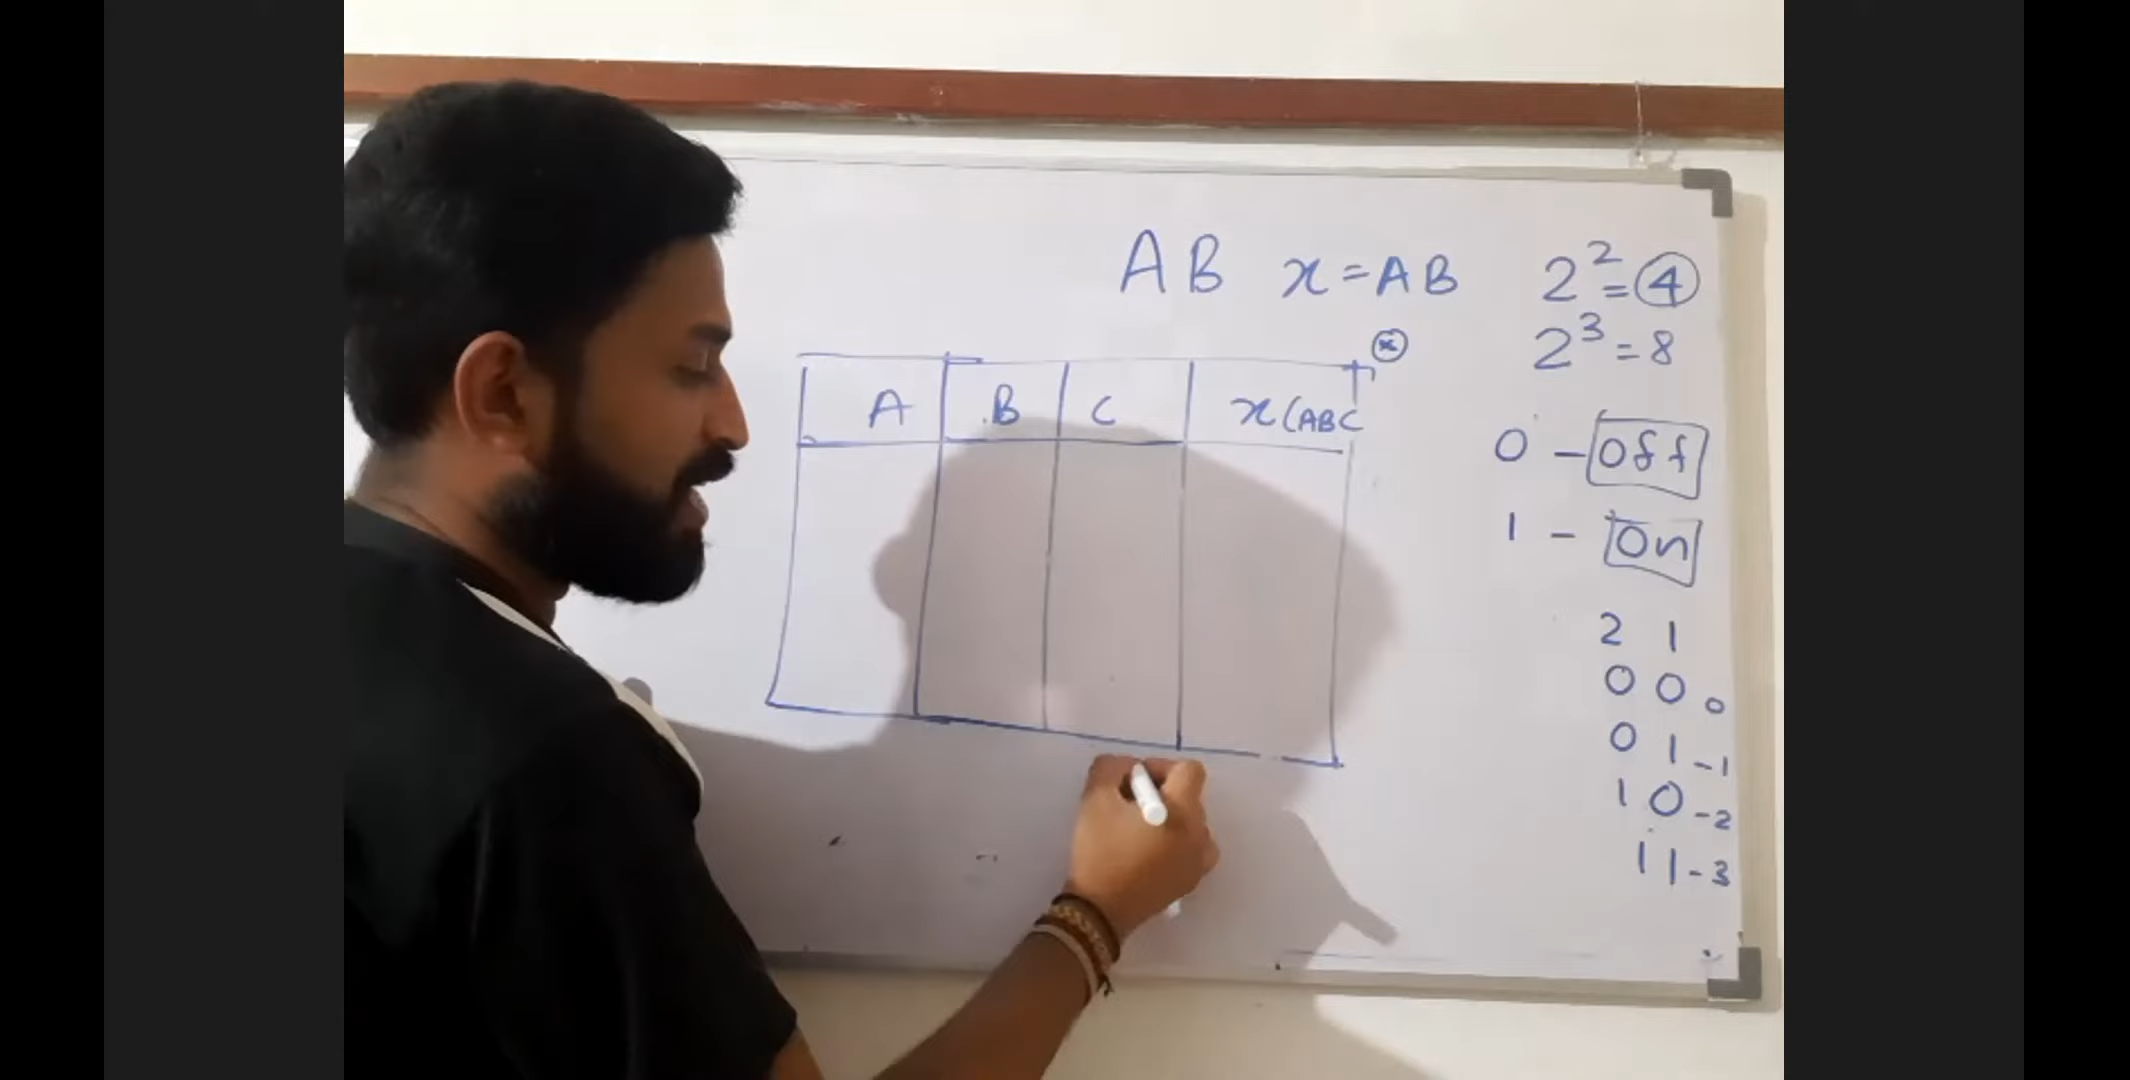 AB x=AB 2²=4
2³=8
x
A .B C x(ABC
0 - Off
1 - On
2 1
0 0 0
0 1 -1
1 0 -2
1 1 -3